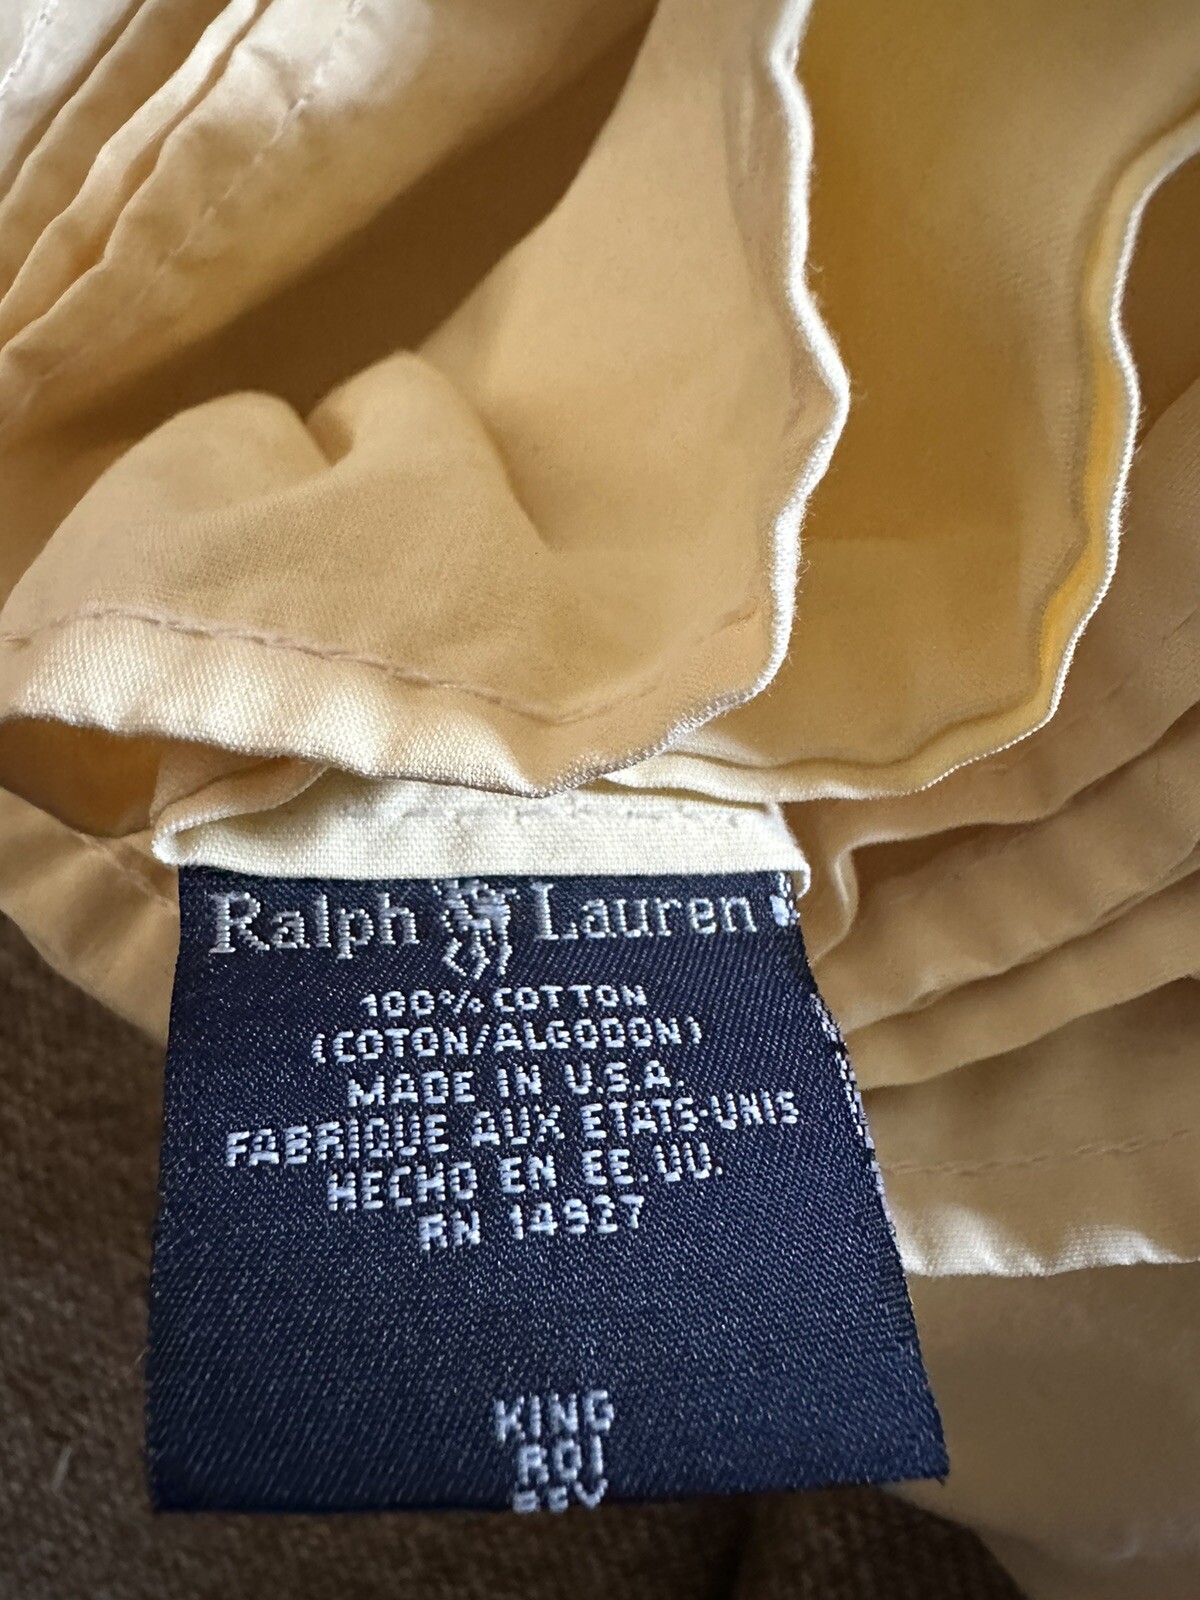 Ralph Lauren
100% COTTON
(COTON/ALGODON)
MADE IN U.S.A.
FABRIQUE AUX ETATS-UNIS
HECHO EN EE.UU.
RN 14927
KING
ROI
REY